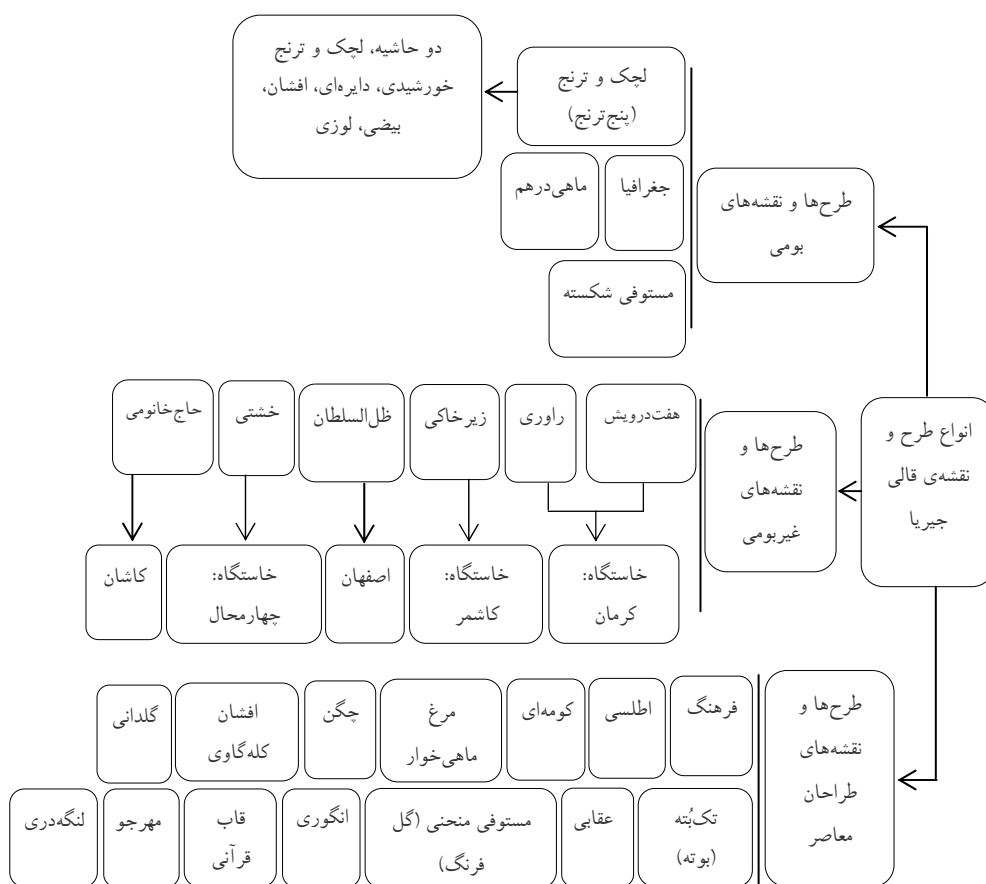 دو حاشیه، لچک و ترنج
خورشیدی، دایره‌ای، افشان،
بیضی، لوزی
لچک و ترنج
(پنج‌ترنج)
جغرافیا
ماهی‌درهم
مستوفی شکسته
طرح‌ها و نقشه‌های
بومی
انواع طرح و
نقشه‌ی قالی
جیریا
طرح‌ها و
نقشه‌های
غیربومی
هفت‌درویش
راوری
زیرخاکی
ظل‌السلطان
خشتی
حاج‌خانومی
خاستگاه:
کرمان
خاستگاه:
کاشمر
اصفهان
خاستگاه:
چهارمحال
کاشان
طرح‌ها و
نقشه‌های
طراحان
معاصر
فرهنگ
اطلسی
کومه‌ای
مرغ
ماهی‌خوار
چگن
افشان
کله‌گاوی
گلدانی
تک‌بُته
(بوته)
عقابی
مستوفی منحنی (گل
فرنگ)
انگوری
قاب
قرآنی
مهرجو
لنگه‌دری